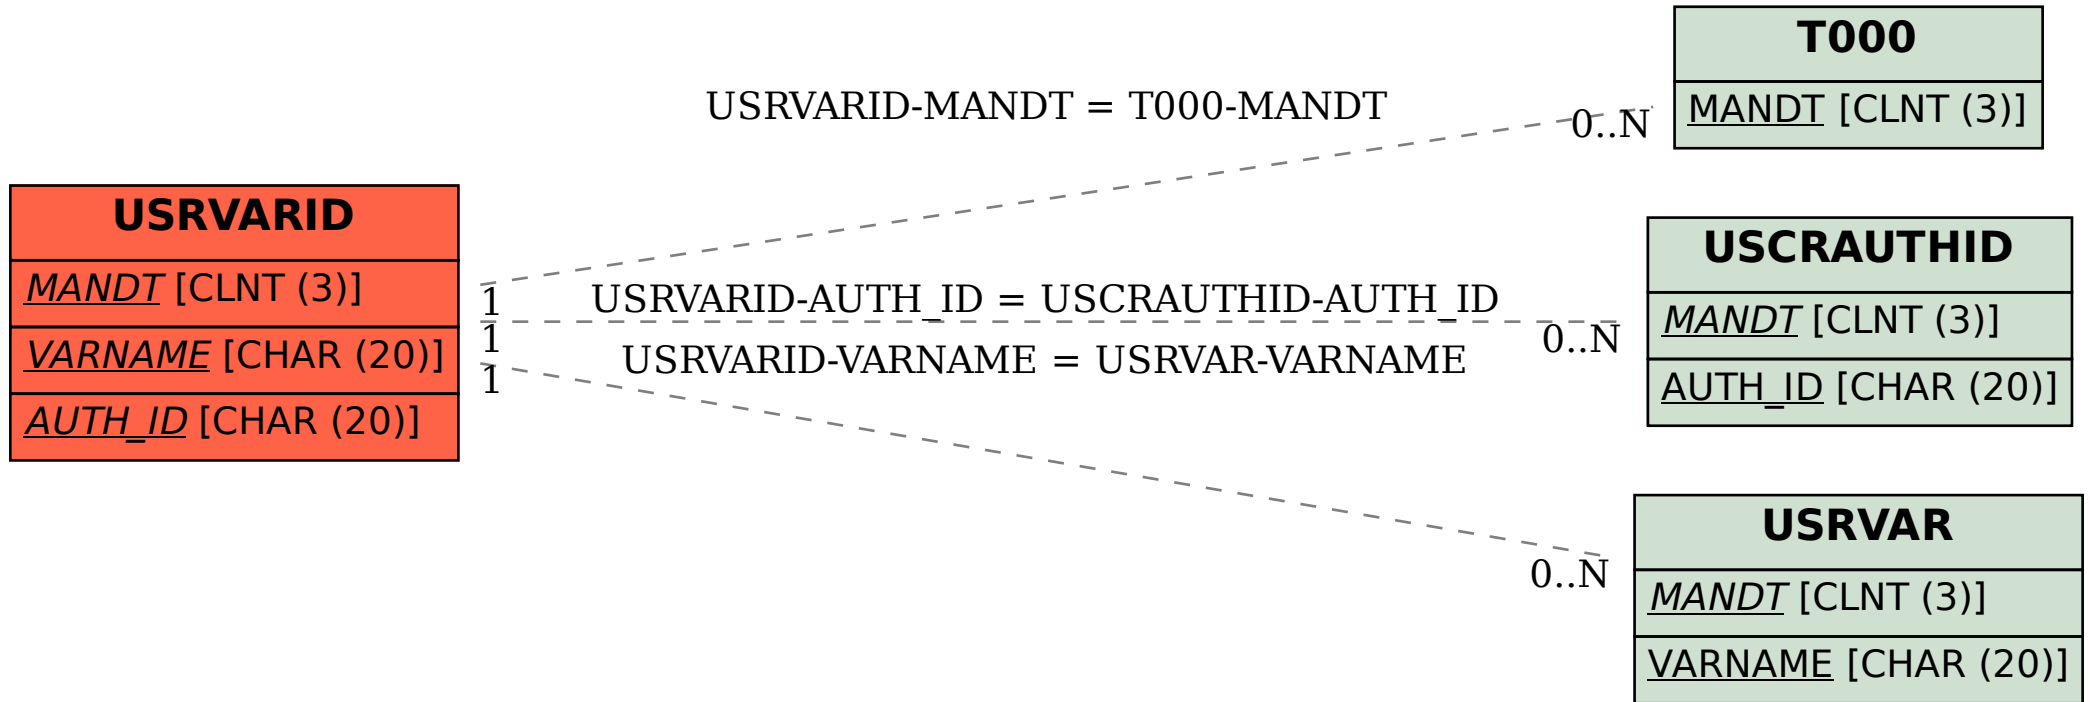 T000
MANDT [CLNT (3)]
USRVARID-MANDT = T000-MANDT
0..N
USRVARID
MANDT [CLNT (3)]
VARNAME [CHAR (20)]
AUTH_ID [CHAR (20)]
1
USRVARID-AUTH_ID = USCRAUTHID-AUTH_ID
0..N
1
USRVARID-VARNAME = USRVAR-VARNAME
1
0..N
USCRAUTHID
MANDT [CLNT (3)]
AUTH_ID [CHAR (20)]
USRVAR
MANDT [CLNT (3)]
VARNAME [CHAR (20)]